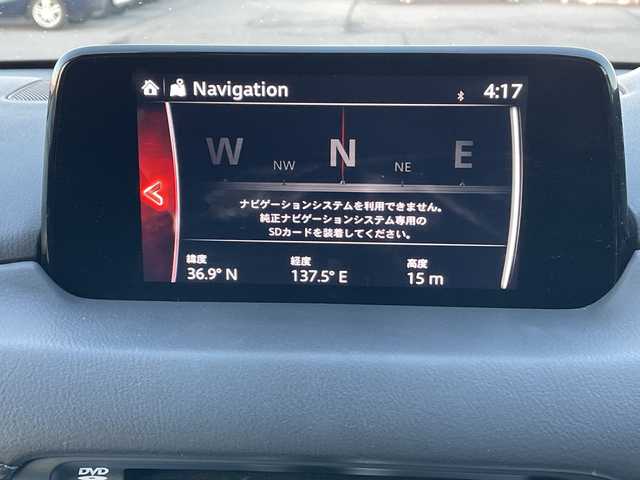 Navigation
4:17
W NW N NE E
ナビゲーションシステムを利用できません。
純正ナビゲーションシステム専用の
SDカードを装着してください。
緯度 経度 高度
36.9° N 137.5° E 15 m
DVD